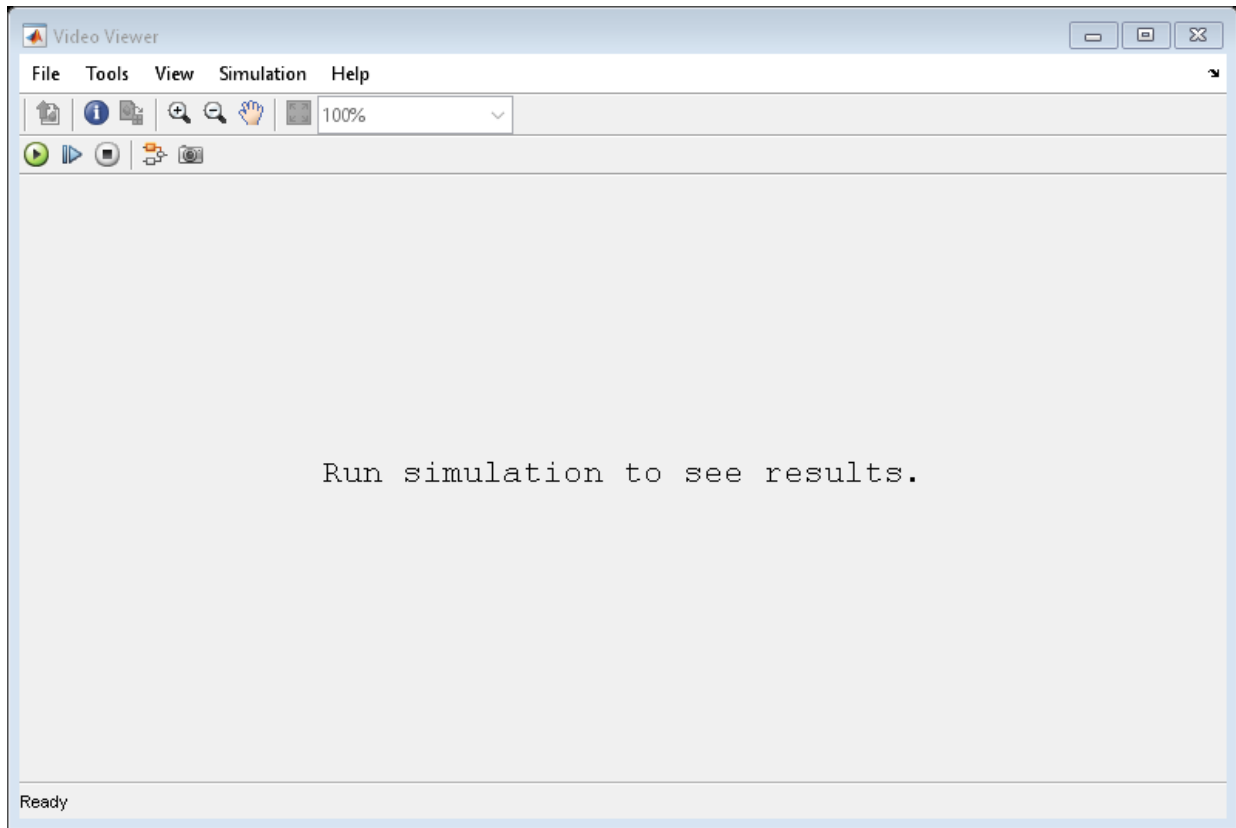 Video Viewer
File Tools View Simulation Help
100%
Run simulation to see results.
Ready